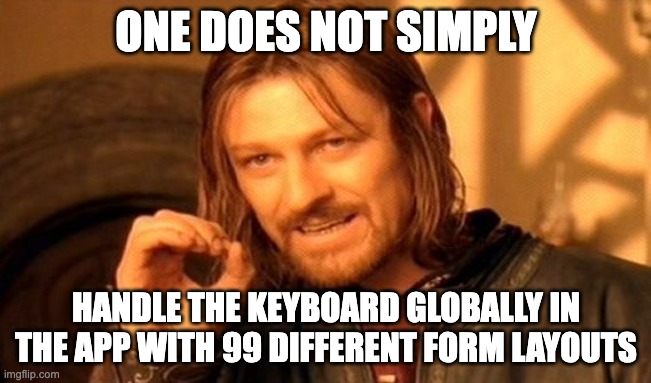 ONE DOES NOT SIMPLY
HANDLE THE KEYBOARD GLOBALLY IN
THE APP WITH 99 DIFFERENT FORM LAYOUTS
imgflip.com